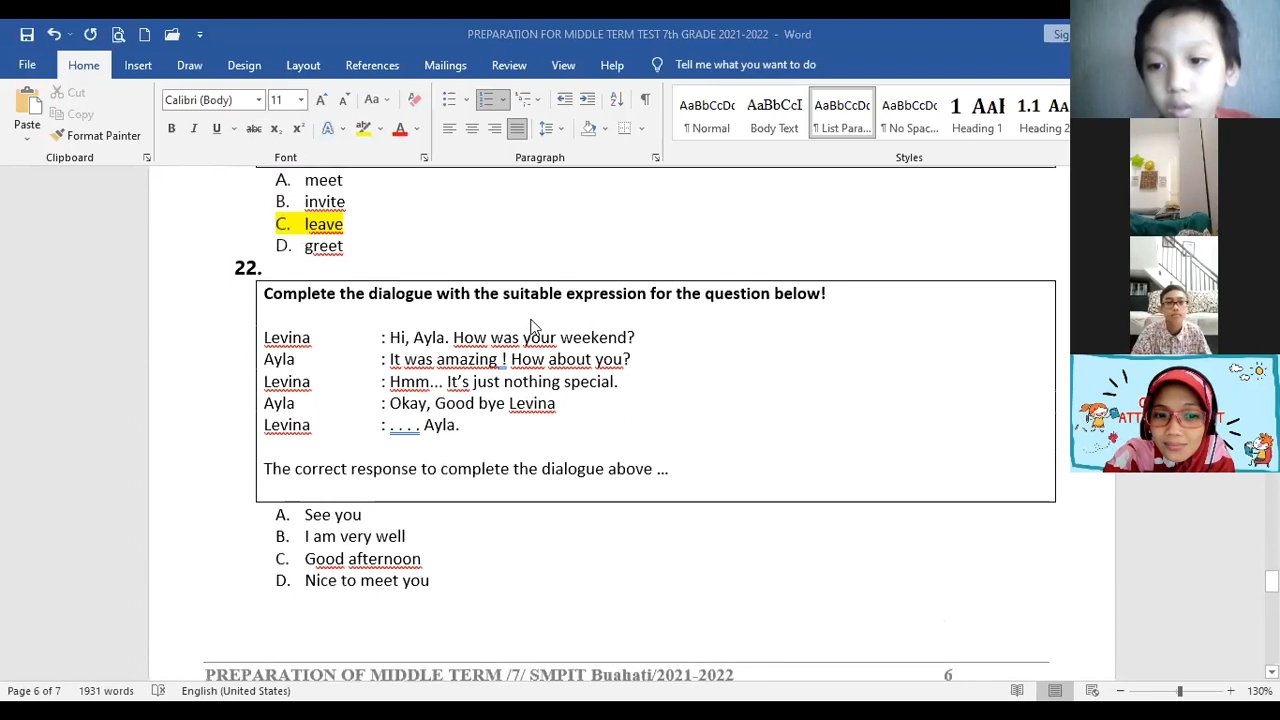 PREPARATION FOR MIDDLE TERM TEST 7th GRADE 2021-2022 - Word
File Home Insert Draw Design Layout References Mailings Review View Help Tell me what you want to do
Paste
Cut
Copy
Format Painter
Calibri (Body) 11
AaBbCcDc AaBbCcI AaBbCcDc AaBbCcDc 1 AaI 1.1 Aa
¶ Normal Body Text ¶ List Para... ¶ No Spac... Heading 1 Heading 2
Clipboard Font Paragraph Styles
A. meet
B. invite
C. leave
D. greet
22.
Complete the dialogue with the suitable expression for the question below!
Levina : Hi, Ayla. How was your weekend?
Ayla : It was amazing ! How about you?
Levina : Hmm... It's just nothing special.
Ayla : Okay, Good bye Levina
Levina : . . . . Ayla.
The correct response to complete the dialogue above ...
A. See you
B. I am very well
C. Good afternoon
D. Nice to meet you
PREPARATION OF MIDDLE TERM /7/ SMPIT Buahati/2021-2022 6
Page 6 of 7 1931 words English (United States) 130%